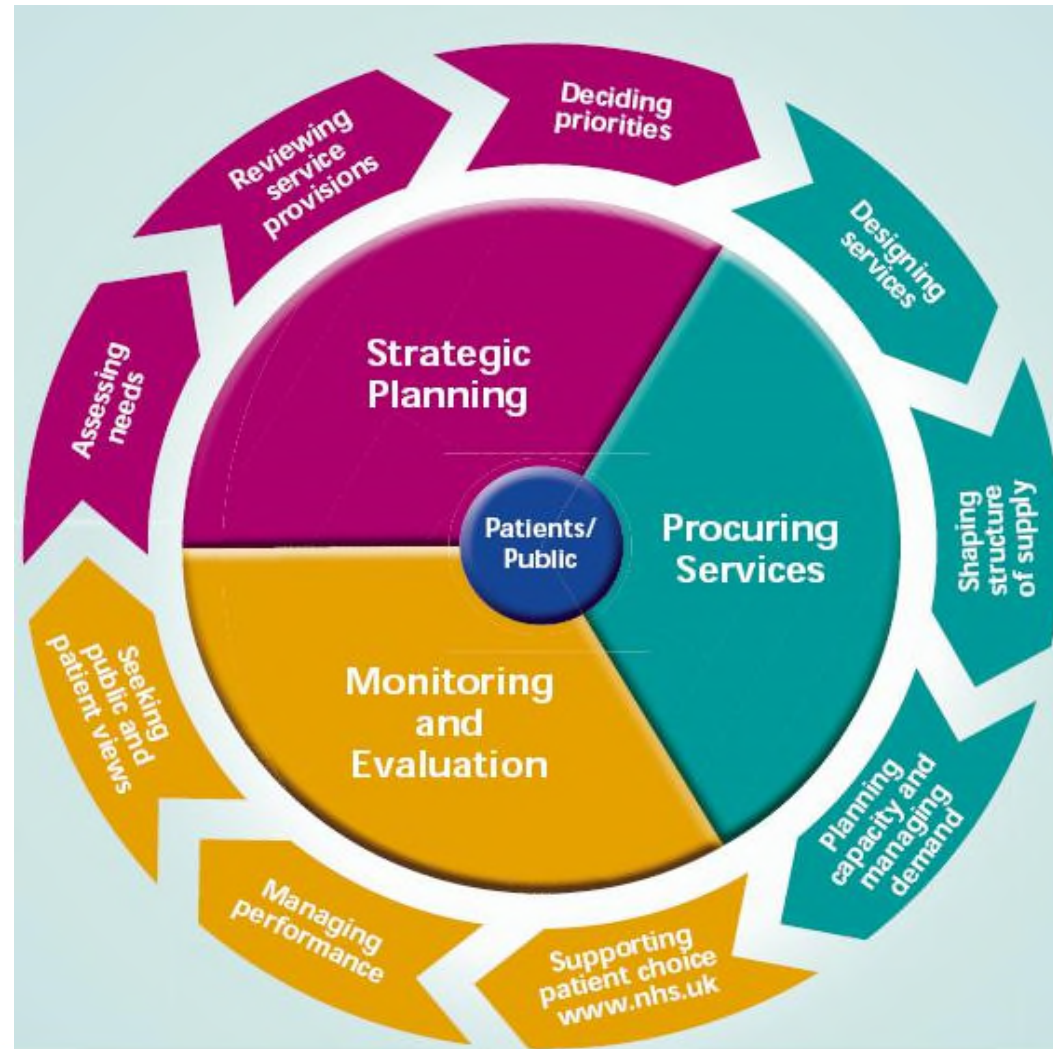 Deciding
priorities
Designing
services
Shaping
structure
of supply
Planning
capacity and
managing
demand
Supporting
patient choice
www.nhs.uk
Managing
performance
Seeking
public and
patient views
Assessing
needs
Reviewing
service
provisions
Strategic
Planning
Procuring
Services
Monitoring
and
Evaluation
Patients/
Public